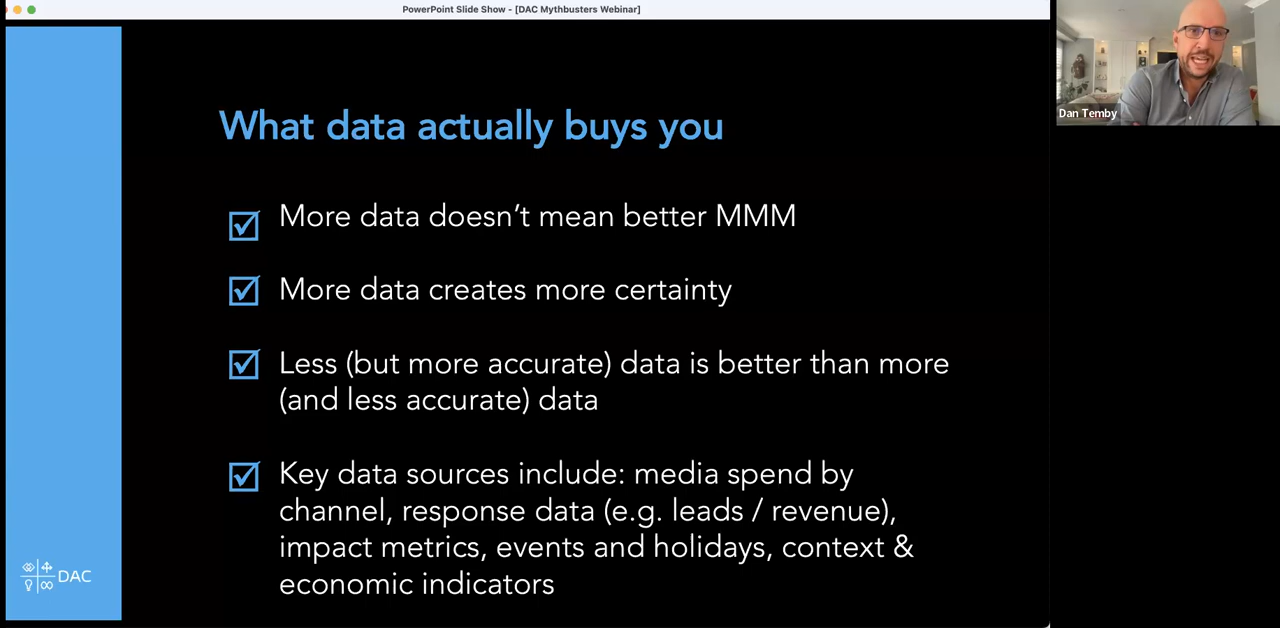 PowerPoint Slide Show - [DAC Mythbusters Webinar]
What data actually buys you
More data doesn’t mean better MMM
More data creates more certainty
Less (but more accurate) data is better than more
(and less accurate) data
Key data sources include: media spend by
channel, response data (e.g. leads / revenue),
impact metrics, events and holidays, context &
economic indicators
DAC
Dan Temby